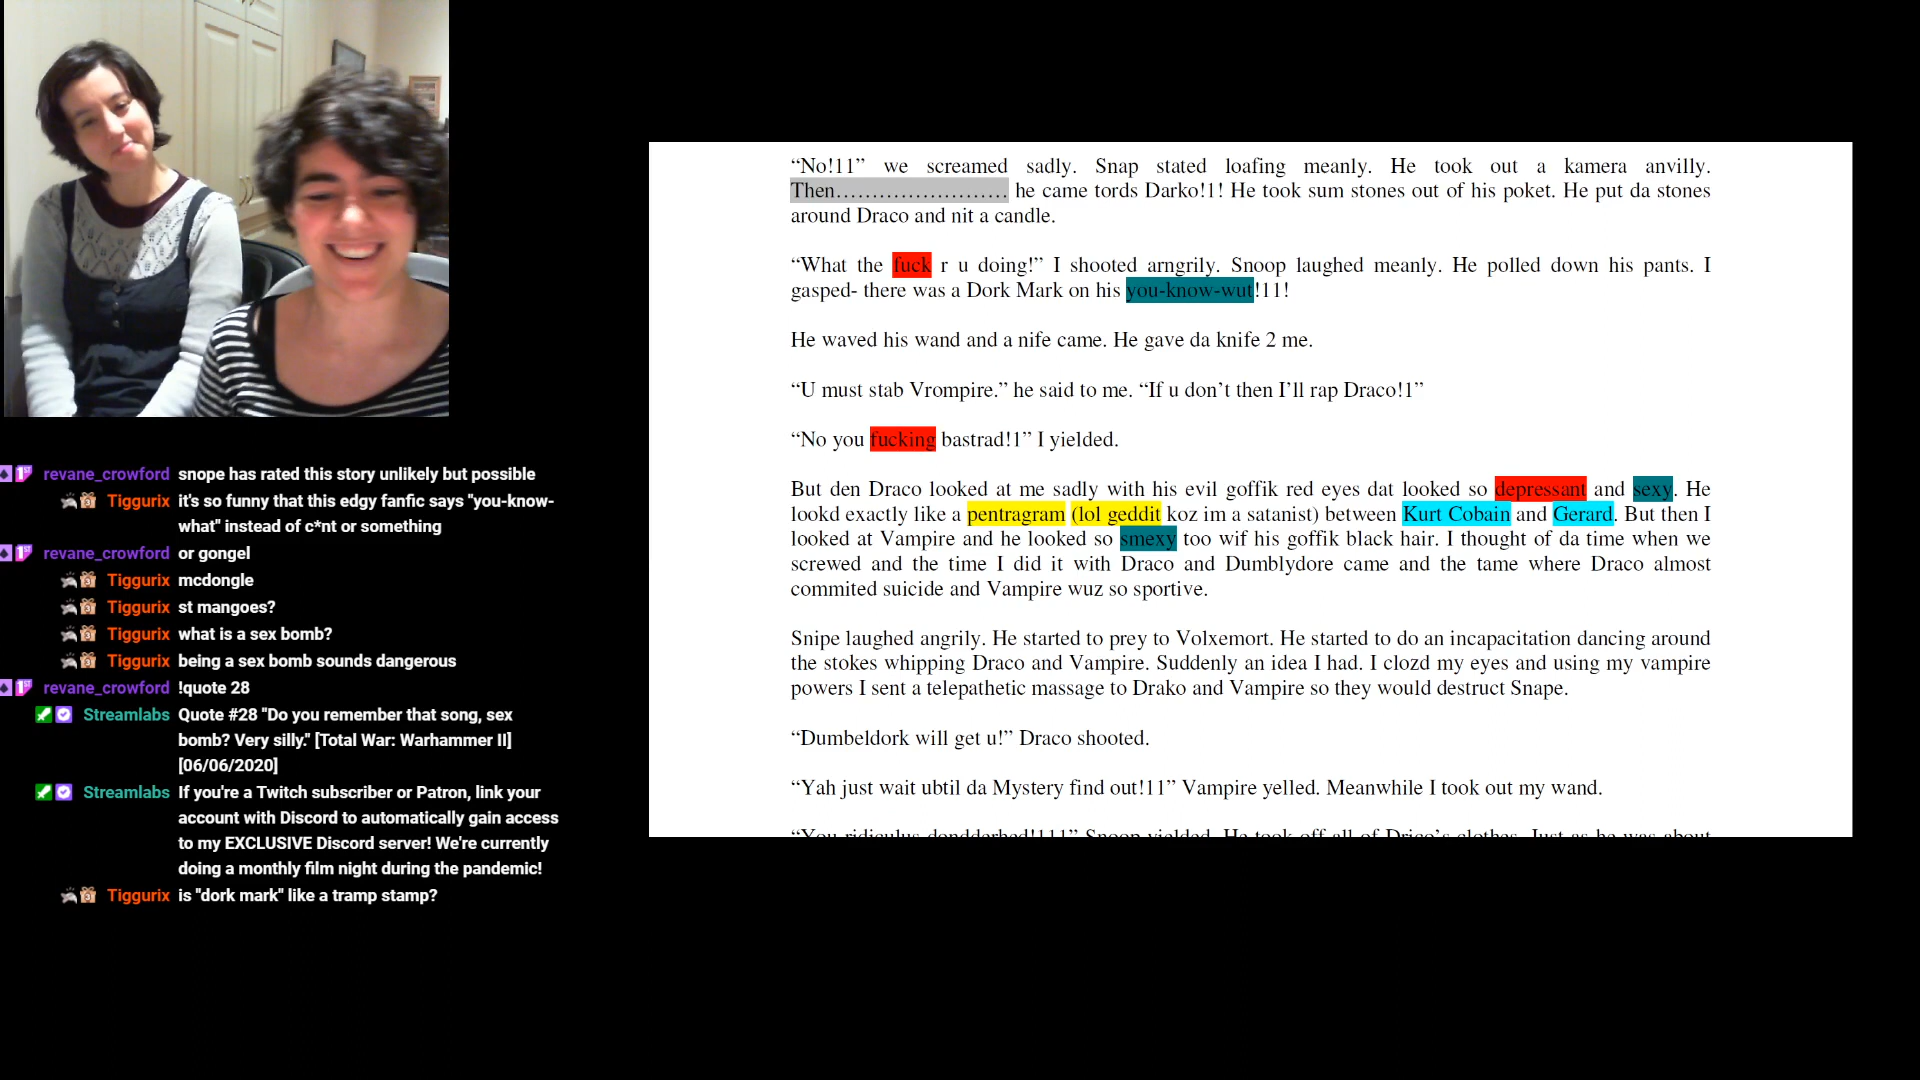 “No!11” we screamed sadly. Snap stated loafing meanly. He took out a kamera anvilly.
Then…………………… he came tords Darko!1! He took sum stones out of his poket. He put da stones
around Draco and nit a candle.
“What the fuck r u doing!” I shooted arngrily. Snoop laughed meanly. He polled down his pants. I
gasped- there was a Dork Mark on his you-know-wut!11!
He waved his wand and a nife came. He gave da knife 2 me.
“U must stab Vrompire.” he said to me. “If u don’t then I’ll rap Draco!1”
“No you fucking bastrad!1” I yielded.
But den Draco looked at me sadly with his evil goffik red eyes dat looked so depressant and sexy. He
lookd exactly like a pentragram (lol geddit koz im a satanist) between Kurt Cobain and Gerard. But then I
looked at Vampire and he looked so smexy too wif his goffik black hair. I thought of da time when we
screwed and the time I did it with Draco and Dumblydore came and the tame where Draco almost
commited suicide and Vampire wuz so sportive.
Snipe laughed angrily. He started to prey to Volxemort. He started to do an incapacitation dancing around
the stokes whipping Draco and Vampire. Suddenly an idea I had. I clozd my eyes and using my vampire
powers I sent a telepathetic massage to Drako and Vampire so they would destruct Snape.
“Dumbeldork will get u!” Draco shooted.
“Yah just wait ubtil da Mystery find out!11” Vampire yelled. Meanwhile I took out my wand.
“You ridiculus dondderhed!111” Snoop yielded. He took off all of Drico’s clothes. Just as he was about
revane_crowford snope has rated this story unlikely but possible
Tiggurix it's so funny that this edgy fanfic says "you-know-
what" instead of c*nt or something
revane_crowford or gongel
Tiggurix mcdongle
Tiggurix st mangoes?
Tiggurix what is a sex bomb?
Tiggurix being a sex bomb sounds dangerous
revane_crowford !quote 28
Streamlabs Quote #28 "Do you remember that song, sex
bomb? Very silly." [Total War: Warhammer II]
[06/06/2020]
Streamlabs If you're a Twitch subscriber or Patron, link your
account with Discord to automatically gain access
to my EXCLUSIVE Discord server! We're currently
doing a monthly film night during the pandemic!
Tiggurix is "dork mark" like a tramp stamp?